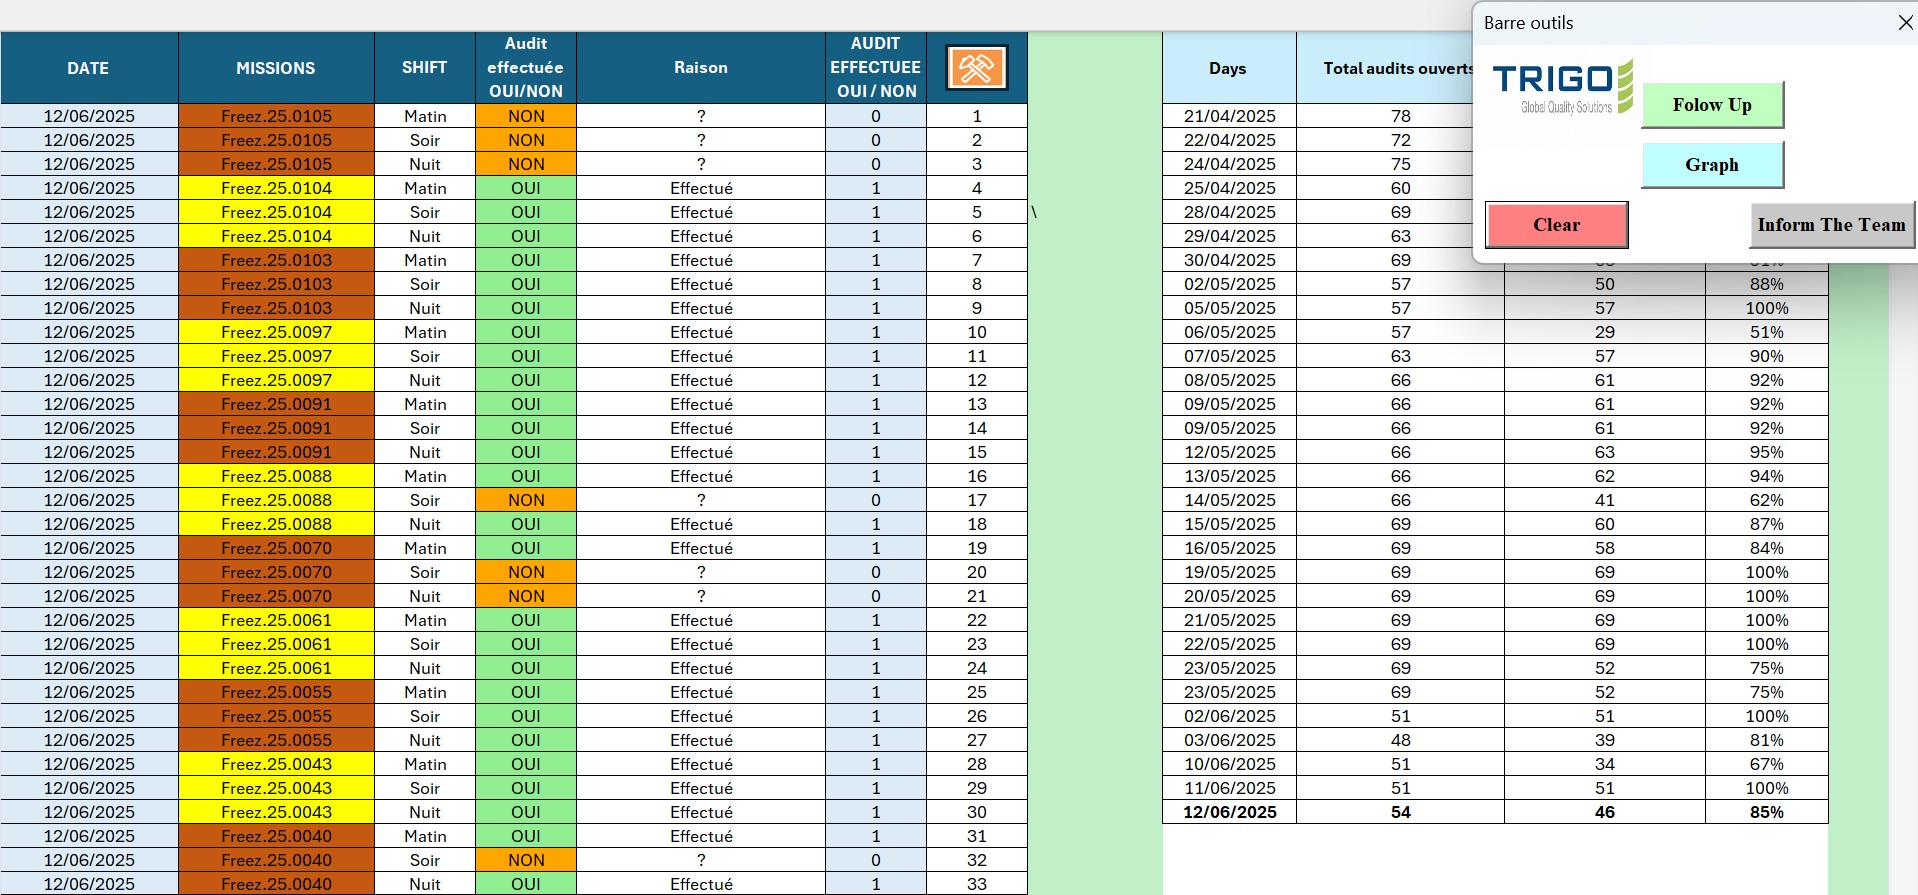 Barre outils
TRIGO
Global Quality Solutions
Folow Up
Graph
Clear
Inform The Team
DATE MISSIONS SHIFT Audit effectuée OUI/NON Raison AUDIT EFFECTUEE OUI / NON
12/06/2025 Freez.25.0105 Matin NON ? 0 1
12/06/2025 Freez.25.0105 Soir NON ? 0 2
12/06/2025 Freez.25.0105 Nuit NON ? 0 3
12/06/2025 Freez.25.0104 Matin OUI Effectué 1 4
12/06/2025 Freez.25.0104 Soir OUI Effectué 1 5 \
12/06/2025 Freez.25.0104 Nuit OUI Effectué 1 6
12/06/2025 Freez.25.0103 Matin OUI Effectué 1 7
12/06/2025 Freez.25.0103 Soir OUI Effectué 1 8
12/06/2025 Freez.25.0103 Nuit OUI Effectué 1 9
12/06/2025 Freez.25.0097 Matin OUI Effectué 1 10
12/06/2025 Freez.25.0097 Soir OUI Effectué 1 11
12/06/2025 Freez.25.0097 Nuit OUI Effectué 1 12
12/06/2025 Freez.25.0091 Matin OUI Effectué 1 13
12/06/2025 Freez.25.0091 Soir OUI Effectué 1 14
12/06/2025 Freez.25.0091 Nuit OUI Effectué 1 15
12/06/2025 Freez.25.0088 Matin OUI Effectué 1 16
12/06/2025 Freez.25.0088 Soir NON ? 0 17
12/06/2025 Freez.25.0088 Nuit OUI Effectué 1 18
12/06/2025 Freez.25.0070 Matin OUI Effectué 1 19
12/06/2025 Freez.25.0070 Soir NON ? 0 20
12/06/2025 Freez.25.0070 Nuit NON ? 0 21
12/06/2025 Freez.25.0061 Matin OUI Effectué 1 22
12/06/2025 Freez.25.0061 Soir OUI Effectué 1 23
12/06/2025 Freez.25.0061 Nuit OUI Effectué 1 24
12/06/2025 Freez.25.0055 Matin OUI Effectué 1 25
12/06/2025 Freez.25.0055 Soir OUI Effectué 1 26
12/06/2025 Freez.25.0055 Nuit OUI Effectué 1 27
12/06/2025 Freez.25.0043 Matin OUI Effectué 1 28
12/06/2025 Freez.25.0043 Soir OUI Effectué 1 29
12/06/2025 Freez.25.0043 Nuit OUI Effectué 1 30
12/06/2025 Freez.25.0040 Matin OUI Effectué 1 31
12/06/2025 Freez.25.0040 Soir NON ? 0 32
12/06/2025 Freez.25.0040 Nuit OUI Effectué 1 33
Days Total audits ouverts
21/04/2025 78
22/04/2025 72
24/04/2025 75
25/04/2025 60
28/04/2025 69
29/04/2025 63
30/04/2025 69
02/05/2025 57 50 88%
05/05/2025 57 57 100%
06/05/2025 57 29 51%
07/05/2025 63 57 90%
08/05/2025 66 61 92%
09/05/2025 66 61 92%
09/05/2025 66 61 92%
12/05/2025 66 63 95%
13/05/2025 66 62 94%
14/05/2025 66 41 62%
15/05/2025 69 60 87%
16/05/2025 69 58 84%
19/05/2025 69 69 100%
20/05/2025 69 69 100%
21/05/2025 69 69 100%
22/05/2025 69 69 100%
23/05/2025 69 52 75%
23/05/2025 69 52 75%
02/06/2025 51 51 100%
03/06/2025 48 39 81%
10/06/2025 51 34 67%
11/06/2025 51 51 100%
12/06/2025 54 46 85%